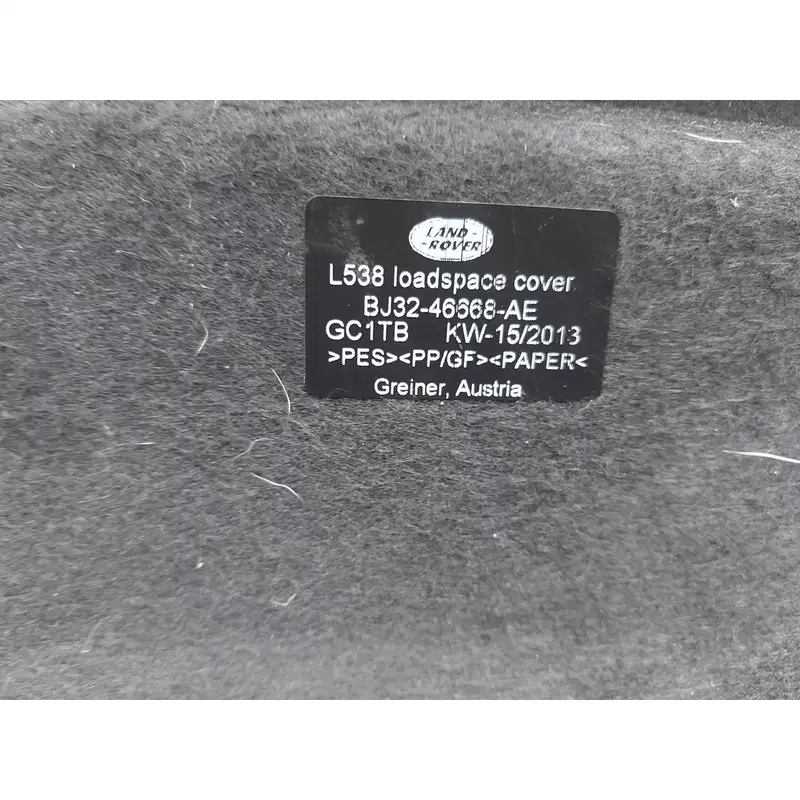 LAND-
-ROVER
L538 loadspace cover
BJ32-46668-AE
GC1TB KW-15/2013
>PES><PP/GF><PAPER<
Greiner, Austria